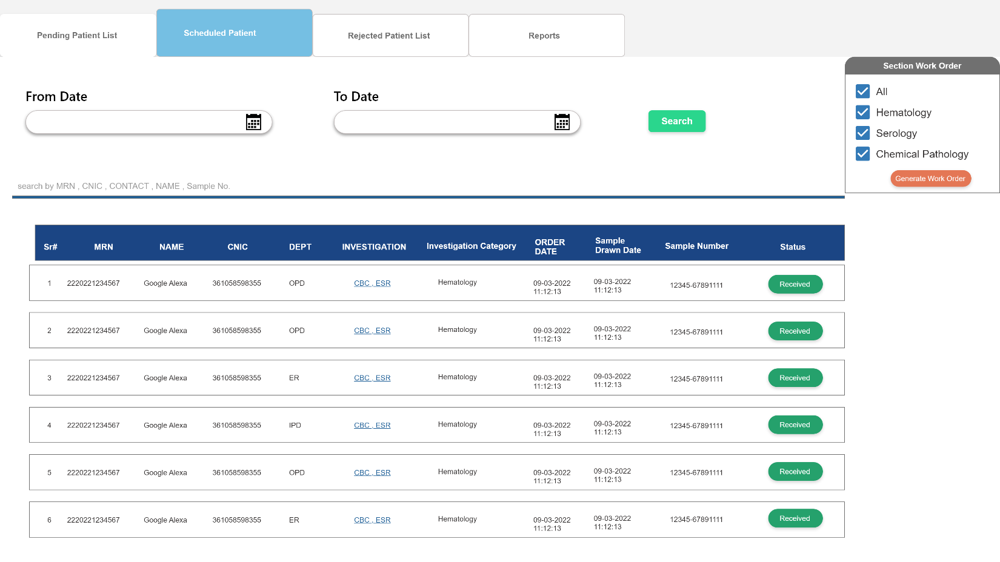 Pending Patient List
Scheduled Patient
Rejected Patient List
Reports
Section Work Order
All
Hematology
Serology
Chemical Pathology
Generate Work Order
From Date
To Date
Search
search by MRN , CNIC , CONTACT , NAME , Sample No.
Sr# MRN NAME CNIC DEPT INVESTIGATION Investigation Category ORDER DATE Sample Drawn Date Sample Number Status
1 2220221234567 Google Alexa 361058598355 OPD CBC , ESR Hematology 09-03-2022 11:12:13 09-03-2022 11:12:13 12345-67891111 Received
2 2220221234567 Google Alexa 361058598355 OPD CBC , ESR Hematology 09-03-2022 11:12:13 09-03-2022 11:12:13 12345-67891111 Received
3 2220221234567 Google Alexa 361058598355 ER CBC , ESR Hematology 09-03-2022 11:12:13 09-03-2022 11:12:13 12345-67891111 Received
4 2220221234567 Google Alexa 361058598355 IPD CBC , ESR Hematology 09-03-2022 11:12:13 09-03-2022 11:12:13 12345-67891111 Received
5 2220221234567 Google Alexa 361058598355 OPD CBC , ESR Hematology 09-03-2022 11:12:13 09-03-2022 11:12:13 12345-67891111 Received
6 2220221234567 Google Alexa 361058598355 ER CBC , ESR Hematology 09-03-2022 11:12:13 09-03-2022 11:12:13 12345-67891111 Received